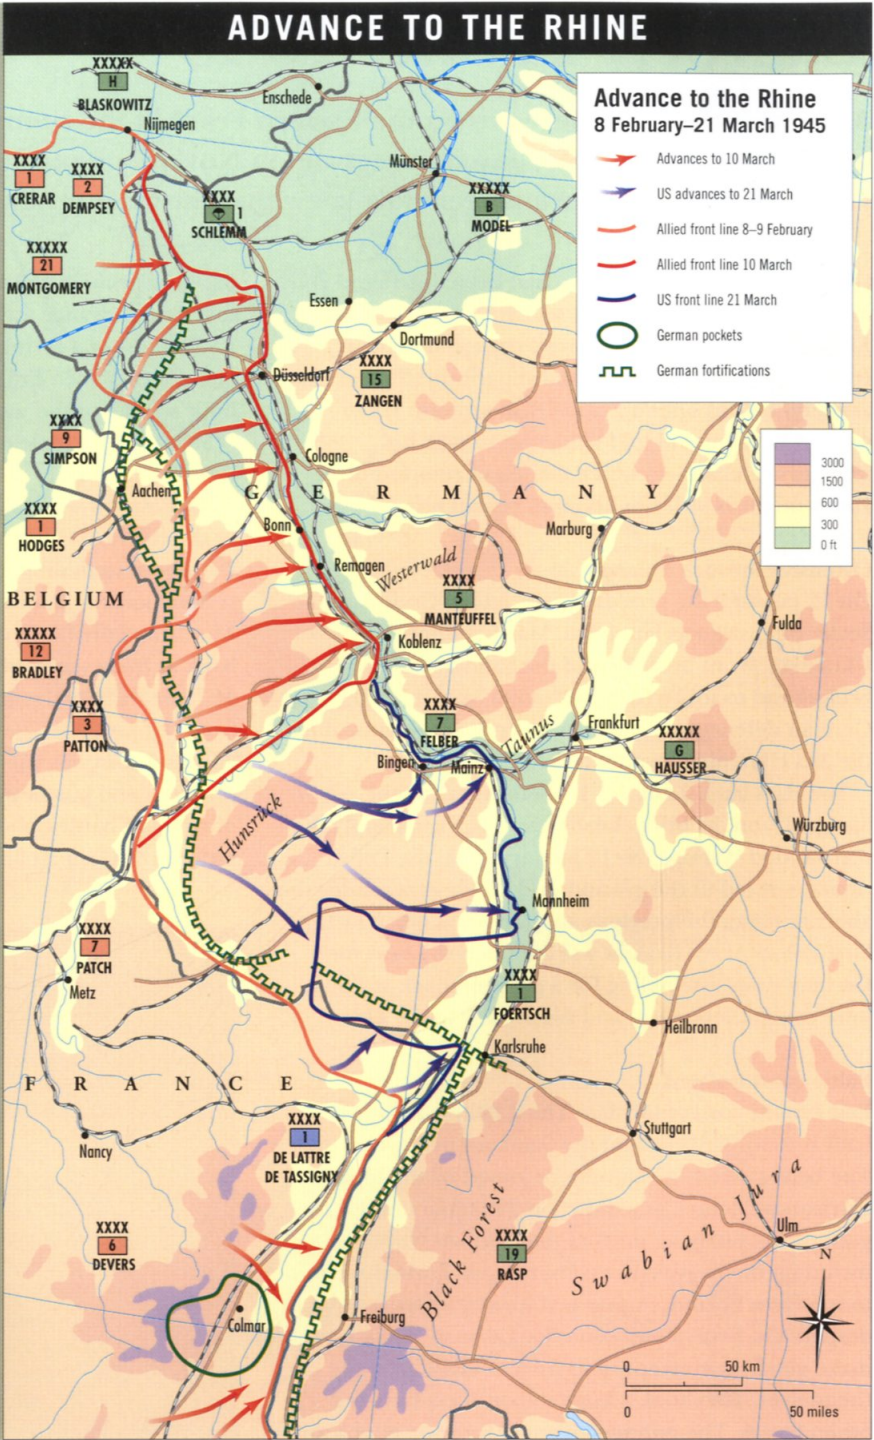 ADVANCE TO THE RHINE
XXXXX
H
BLASKOWITZ
Enschede
Nijmegen
Advance to the Rhine
8 February–21 March 1945
Advances to 10 March
US advances to 21 March
Allied front line 8–9 February
Allied front line 10 March
US front line 21 March
German pockets
German fortifications
XXXX
1
CRERAR
XXXX
2
DEMPSEY
XXXX
1
SCHLEMM
Münster
XXXXX
B
MODEL
XXXXX
21
MONTGOMERY
Essen
Dortmund
XXXX
15
ZANGEN
Düsseldorf
XXXX
9
SIMPSON
Cologne
3000
1500
600
300
0 ft
Aachen
GERMANY
XXXX
1
HODGES
Bonn
Marburg
Remagen
Westerwald
BELGIUM
XXXX
5
MANTEUFFEL
Fulda
XXXXX
12
BRADLEY
Koblenz
XXXX
3
PATTON
XXXX
7
FELBER
Taunus
Frankfurt
XXXXX
G
HAUSSER
Bingen
Mainz
Hunsrück
Würzburg
Mannheim
XXXX
7
PATCH
Metz
XXXX
1
FOERTSCH
Heilbronn
Karlsruhe
FRANCE
XXXX
1
DE LATTRE
DE TASSIGNY
Nancy
Stuttgart
Black Forest
Swabian Jura
Ulm
XXXX
6
DEVERS
XXXX
19
RASP
N
Colmar
Freiburg
0
50 km
0
50 miles